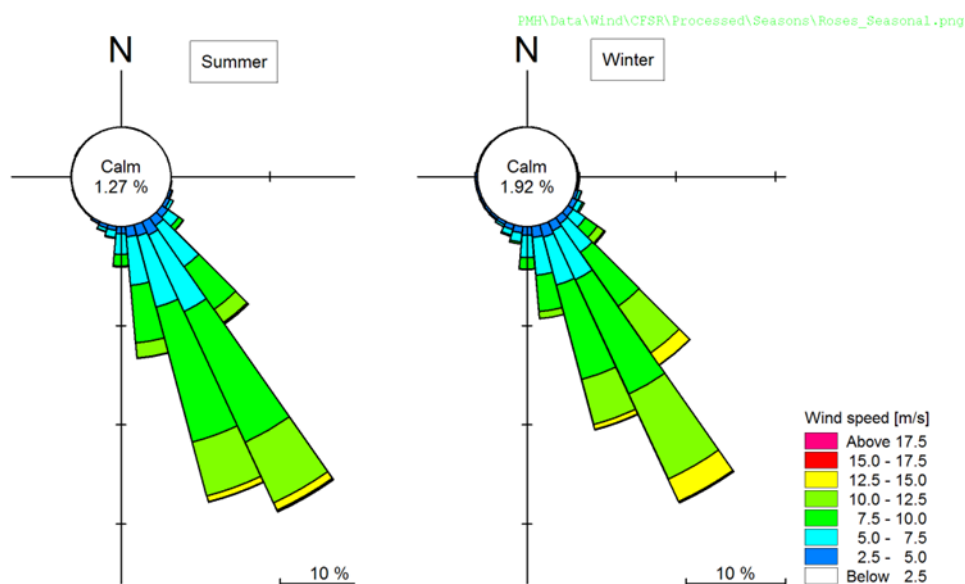 PMH\Data\Wind\CFSR\Processed\Seasons\Roses_Seasonal.png
N
Summer
Calm
1.27 %
10 %
N
Winter
Calm
1.92 %
10 %
Wind speed [m/s]
Above 17.5
15.0 - 17.5
12.5 - 15.0
10.0 - 12.5
7.5 - 10.0
5.0 - 7.5
2.5 - 5.0
Below 2.5